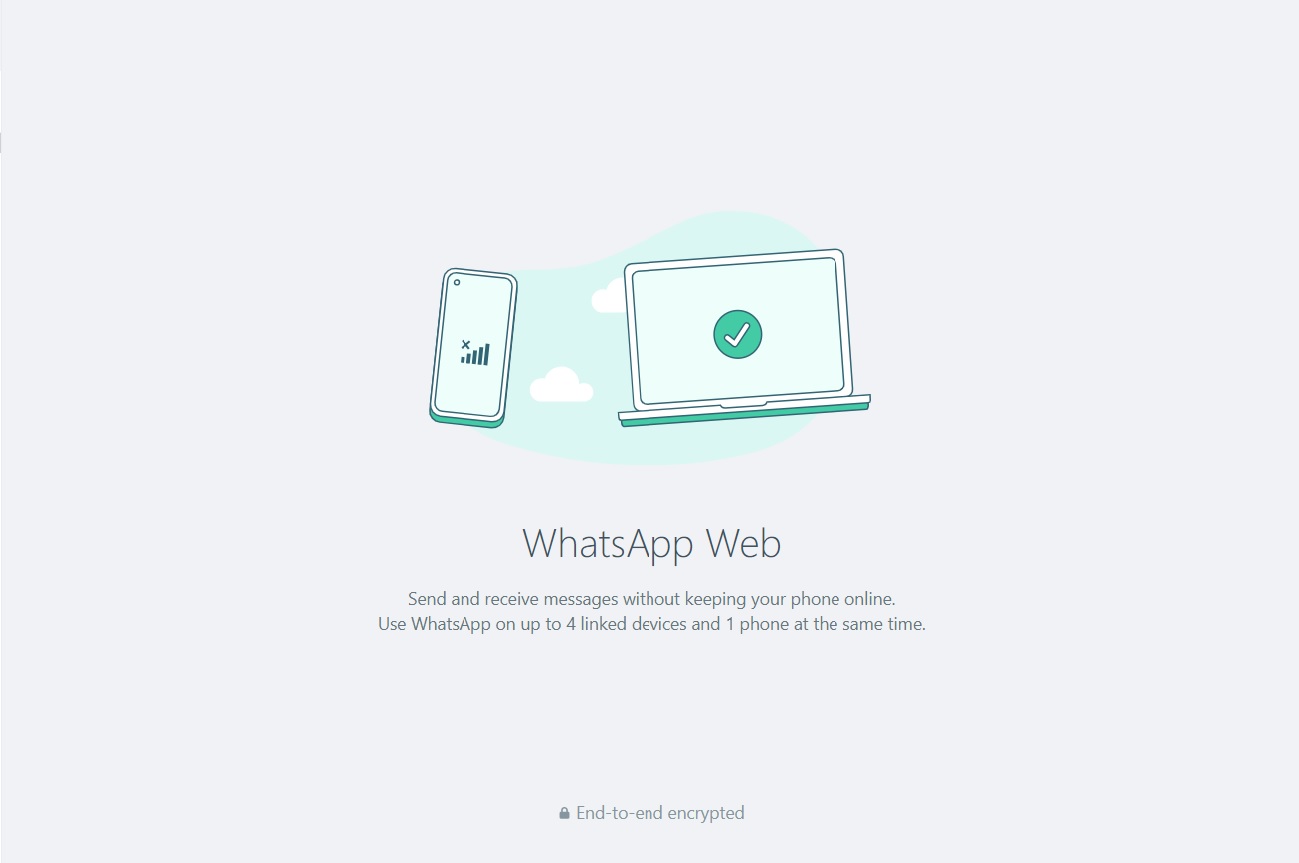 WhatsApp Web
Send and receive messages without keeping your phone online.
Use WhatsApp on up to 4 linked devices and 1 phone at the same time.
End-to-end encrypted